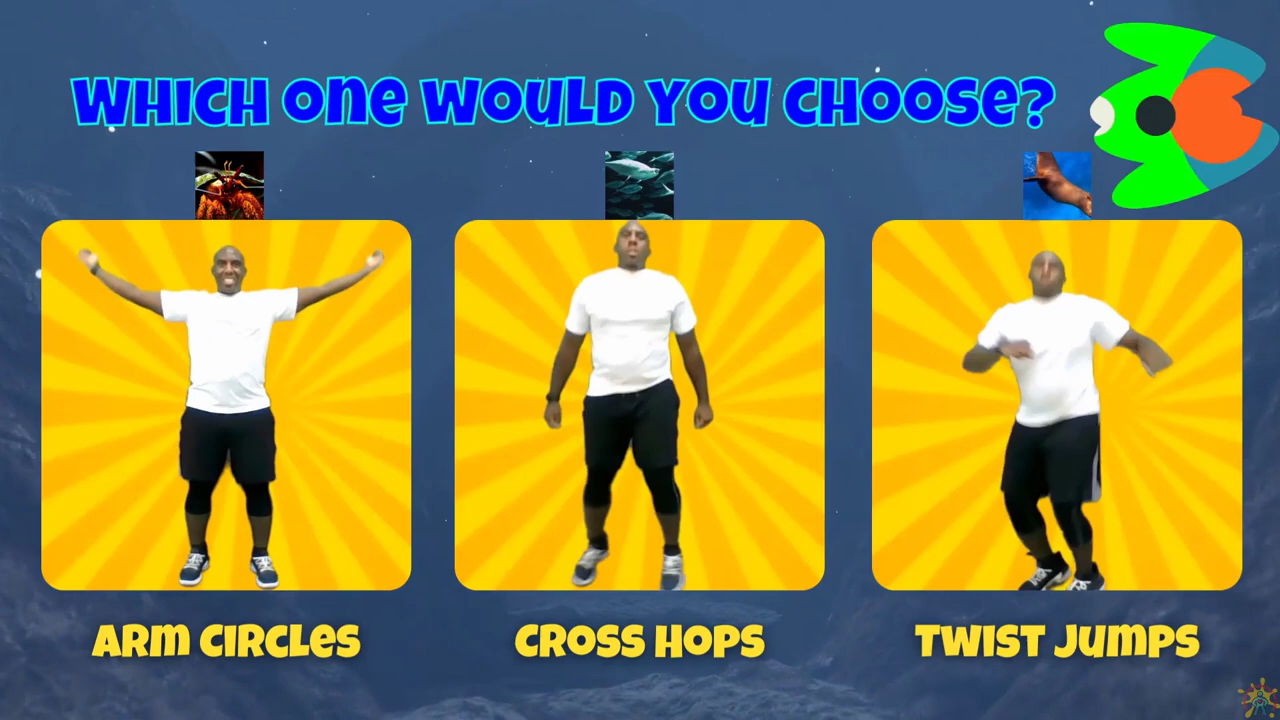 WHICH ONE WOULD YOU CHOOSE?
ARM CIRCLES
CROSS HOPS
TWIST JUMPS